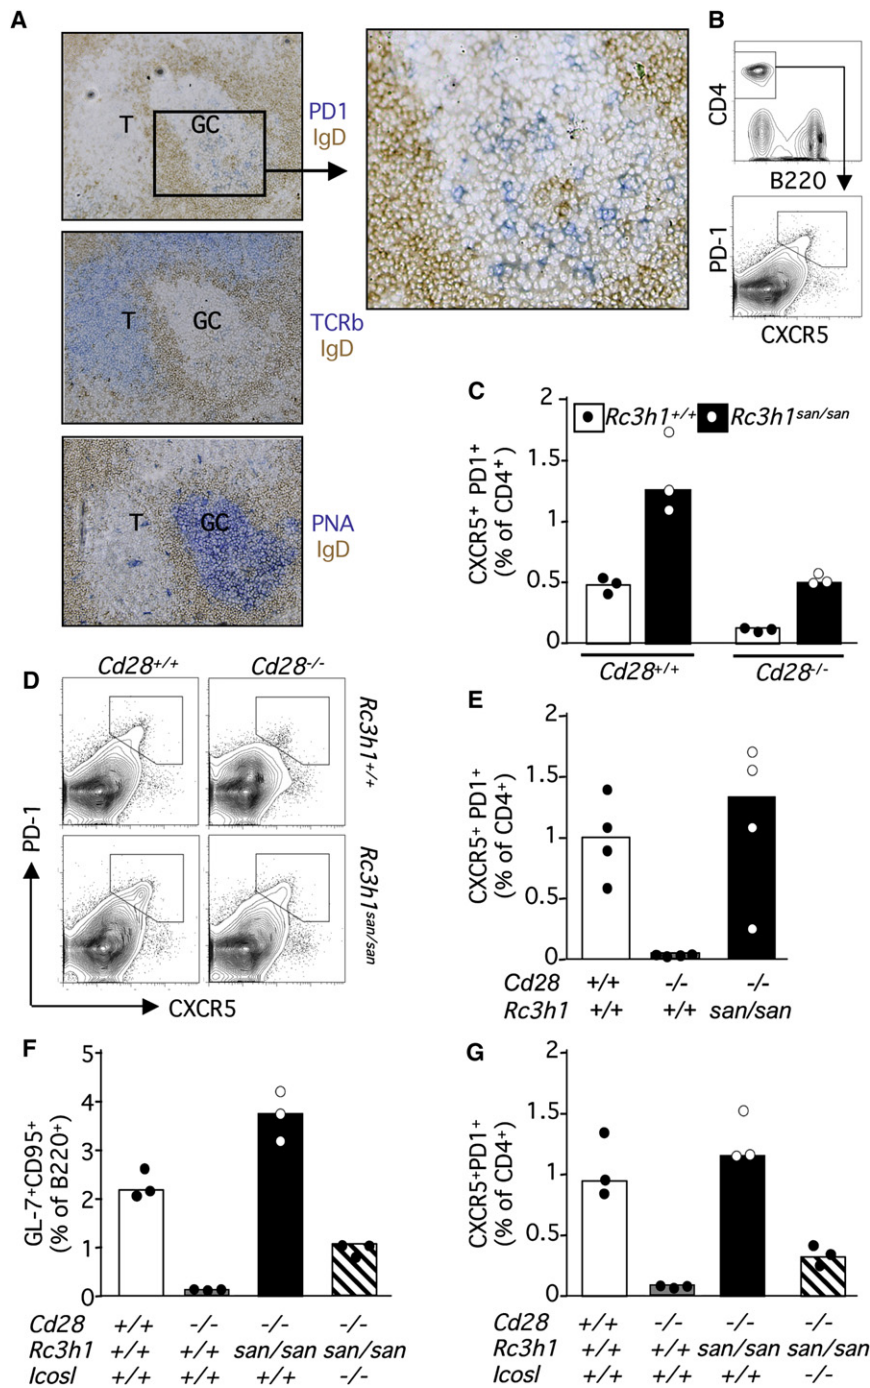 A
T GC
PD1
IgD
T GC
TCRb
IgD
T GC
PNA
IgD
B
CD4
B220
PD-1
CXCR5
C
2
1.5
1
0.5
0
CXCR5+ PD1+
(% of CD4+)
Rc3h1+/+ Rc3h1san/san
Cd28+/+ Cd28-/-
D
Cd28+/+ Cd28-/-
Rc3h1+/+
Rc3h1san/san
PD-1
CXCR5
E
2
1.5
1
0.5
0
CXCR5+ PD1+
(% of CD4+)
Cd28 +/+ -/- -/-
Rc3h1 +/+ +/+ san/san
F
5
4
3
2
1
0
GL-7+CD95+
(% of B220+)
Cd28 +/+ -/- -/- -/-
Rc3h1 +/+ +/+ san/san san/san
Icosl +/+ +/+ +/+ -/-
G
2
1.5
1
0.5
0
CXCR5+PD1+
(% of CD4+)
Cd28 +/+ -/- -/- -/-
Rc3h1 +/+ +/+ san/san san/san
Icosl +/+ +/+ +/+ -/-